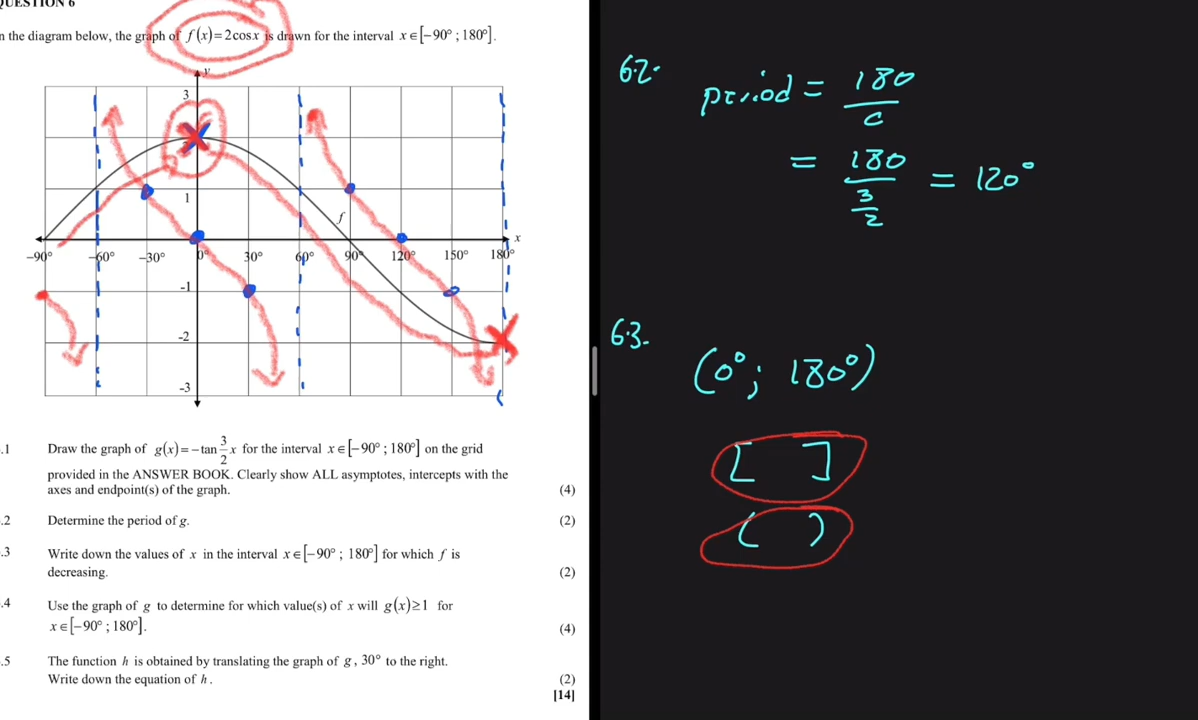 QUESTION 6
n the diagram below, the graph of f(x)=2cosx is drawn for the interval x∈[−90° ; 180°].
y
3
1
f
x
−90° −60° −30° 0° 30° 60° 90° 120° 150° 180°
−1
−2
−3
.1 Draw the graph of g(x)=−tan 3/2 x for the interval x∈[−90° ; 180°] on the grid
provided in the ANSWER BOOK. Clearly show ALL asymptotes, intercepts with the
axes and endpoint(s) of the graph. (4)
.2 Determine the period of g. (2)
.3 Write down the values of x in the interval x∈[−90° ; 180°] for which f is
decreasing. (2)
.4 Use the graph of g to determine for which value(s) of x will g(x)≥1 for
x∈[−90° ; 180°]. (4)
.5 The function h is obtained by translating the graph of g, 30° to the right.
Write down the equation of h. (2)
[14]
6.2. period = 180/c
= 180/(3/2) = 120°
6.3. (0°; 180°)
[ ]
( )